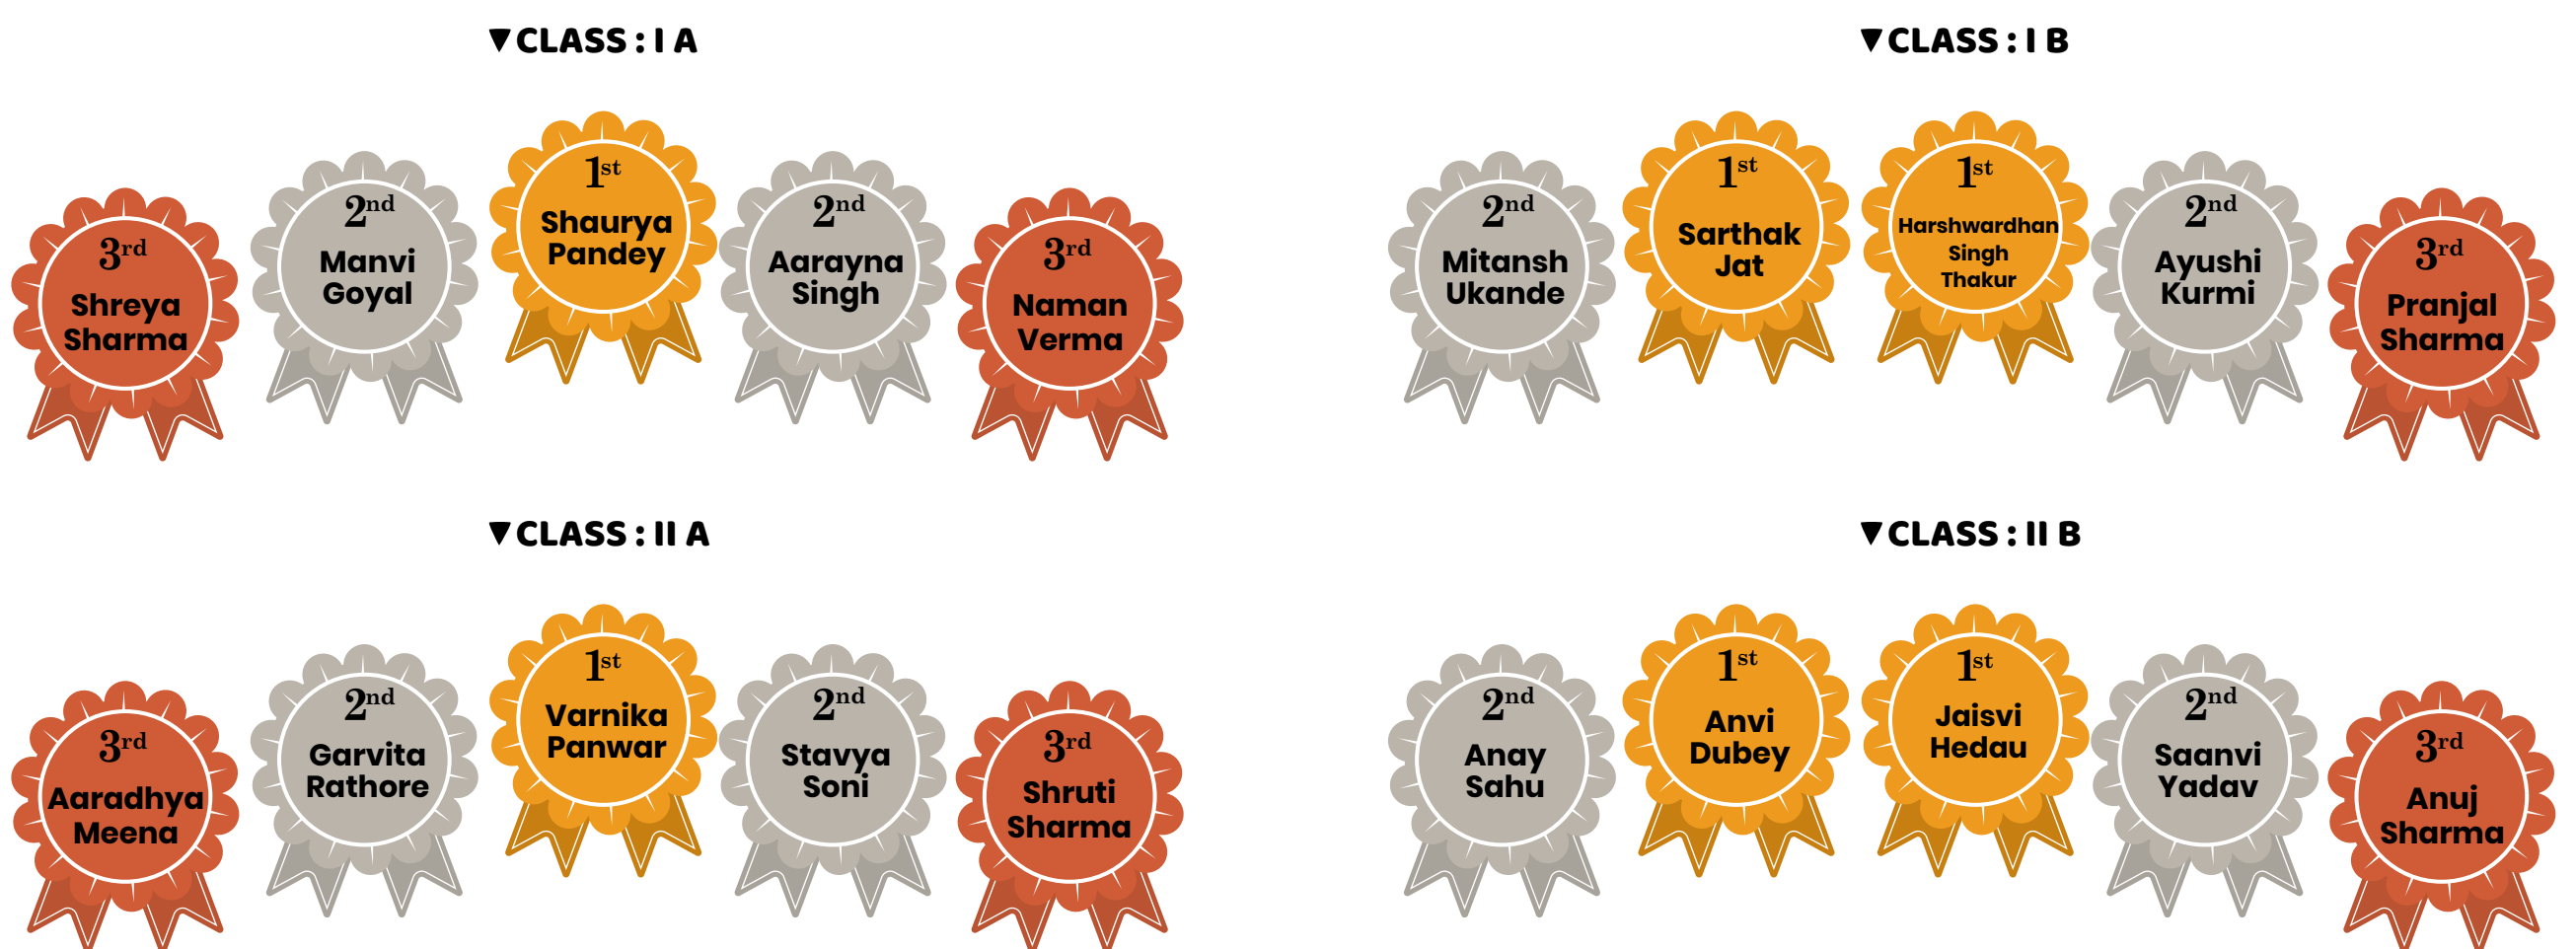 ▼CLASS : I A
3rd
Shreya
Sharma
2nd
Manvi
Goyal
1st
Shaurya
Pandey
2nd
Aarayna
Singh
3rd
Naman
Verma
▼CLASS : I B
2nd
Mitansh
Ukande
1st
Sarthak
Jat
1st
Harshwardhan
Singh
Thakur
2nd
Ayushi
Kurmi
3rd
Pranjal
Sharma
▼CLASS : II A
3rd
Aaradhya
Meena
2nd
Garvita
Rathore
1st
Varnika
Panwar
2nd
Stavya
Soni
3rd
Shruti
Sharma
▼CLASS : II B
2nd
Anay
Sahu
1st
Anvi
Dubey
1st
Jaisvi
Hedau
2nd
Saanvi
Yadav
3rd
Anuj
Sharma